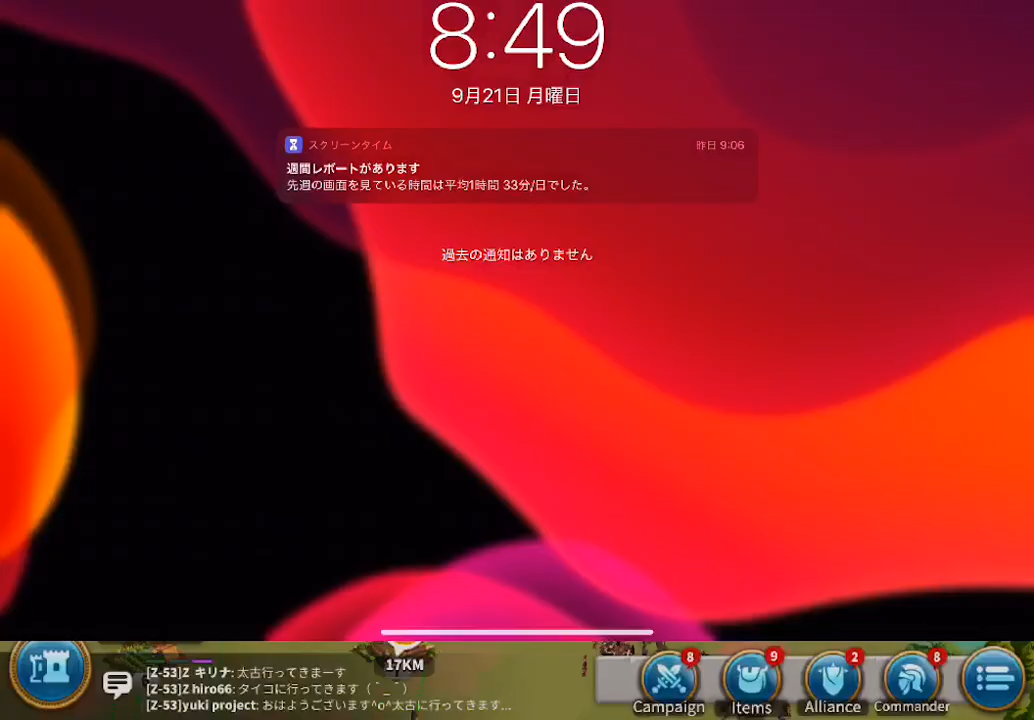 8:49
9月21日 月曜日
スクリーンタイム 昨日 9:06
週間レポートがあります
先週の画面を見ている時間は平均1時間 33分/日でした。
過去の通知はありません
17KM
[Z-53]Z キリナ: 太古行ってきまーす
[Z-53]Z hiro66: タイコに行ってきます（ ˉ _ ˉ ）
[Z-53]yuki project: おはようございます^o^太古に行ってきます...
8 9 2 8
Campaign Items Alliance Commander